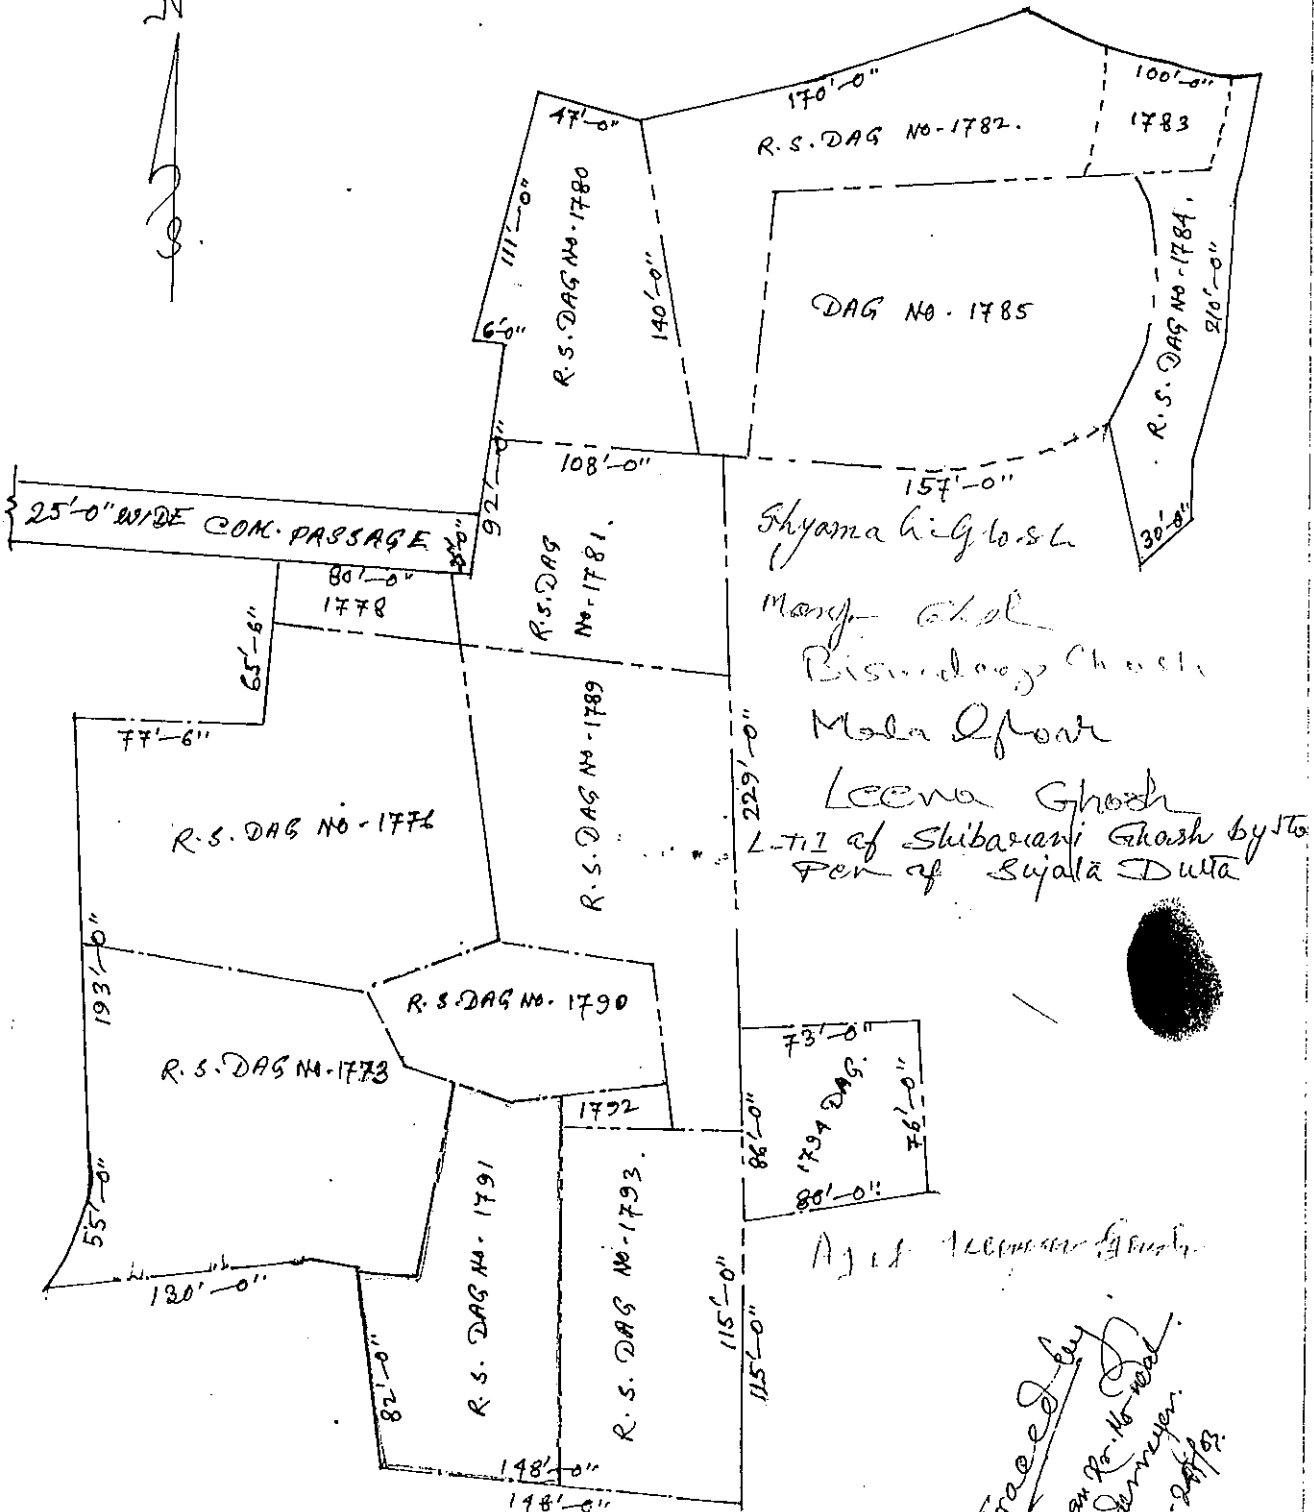 N
S.
170'-0"
100'-0"
47'-0"
R.S. DAG NO-1782.
1783
111'-0"
R.S. DAG NO-1780
140'-0"
6'-0"
DAG NO. 1785
R.S. DAG NO-1784.
210'-0"
30'-0"
108'-0"
157'-0"
92'-0"
25'-0" WIDE COM. PASSAGE
80'-0"
1778
R.S. DAG
NO-1781.
65'-6"
77'-6"
R.S. DAG NO-1776
R.S. DAG NO-1789
229'-0"
Leena Ghosh
L.T.I of Shibarani Ghosh by the
Pen of Sujala Dutta
193'-0"
R.S. DAG NO. 1790
R.S. DAG NO-1773
73'-0"
1794 DAG.
76'-0"
86'-0"
80'-0"
1792
55'-0"
130'-0"
R.S. DAG NO. 1791
R.S. DAG NO-1793.
82'-0"
115'-0"
115'-0"
148'-0"
148'-0"
Traced by